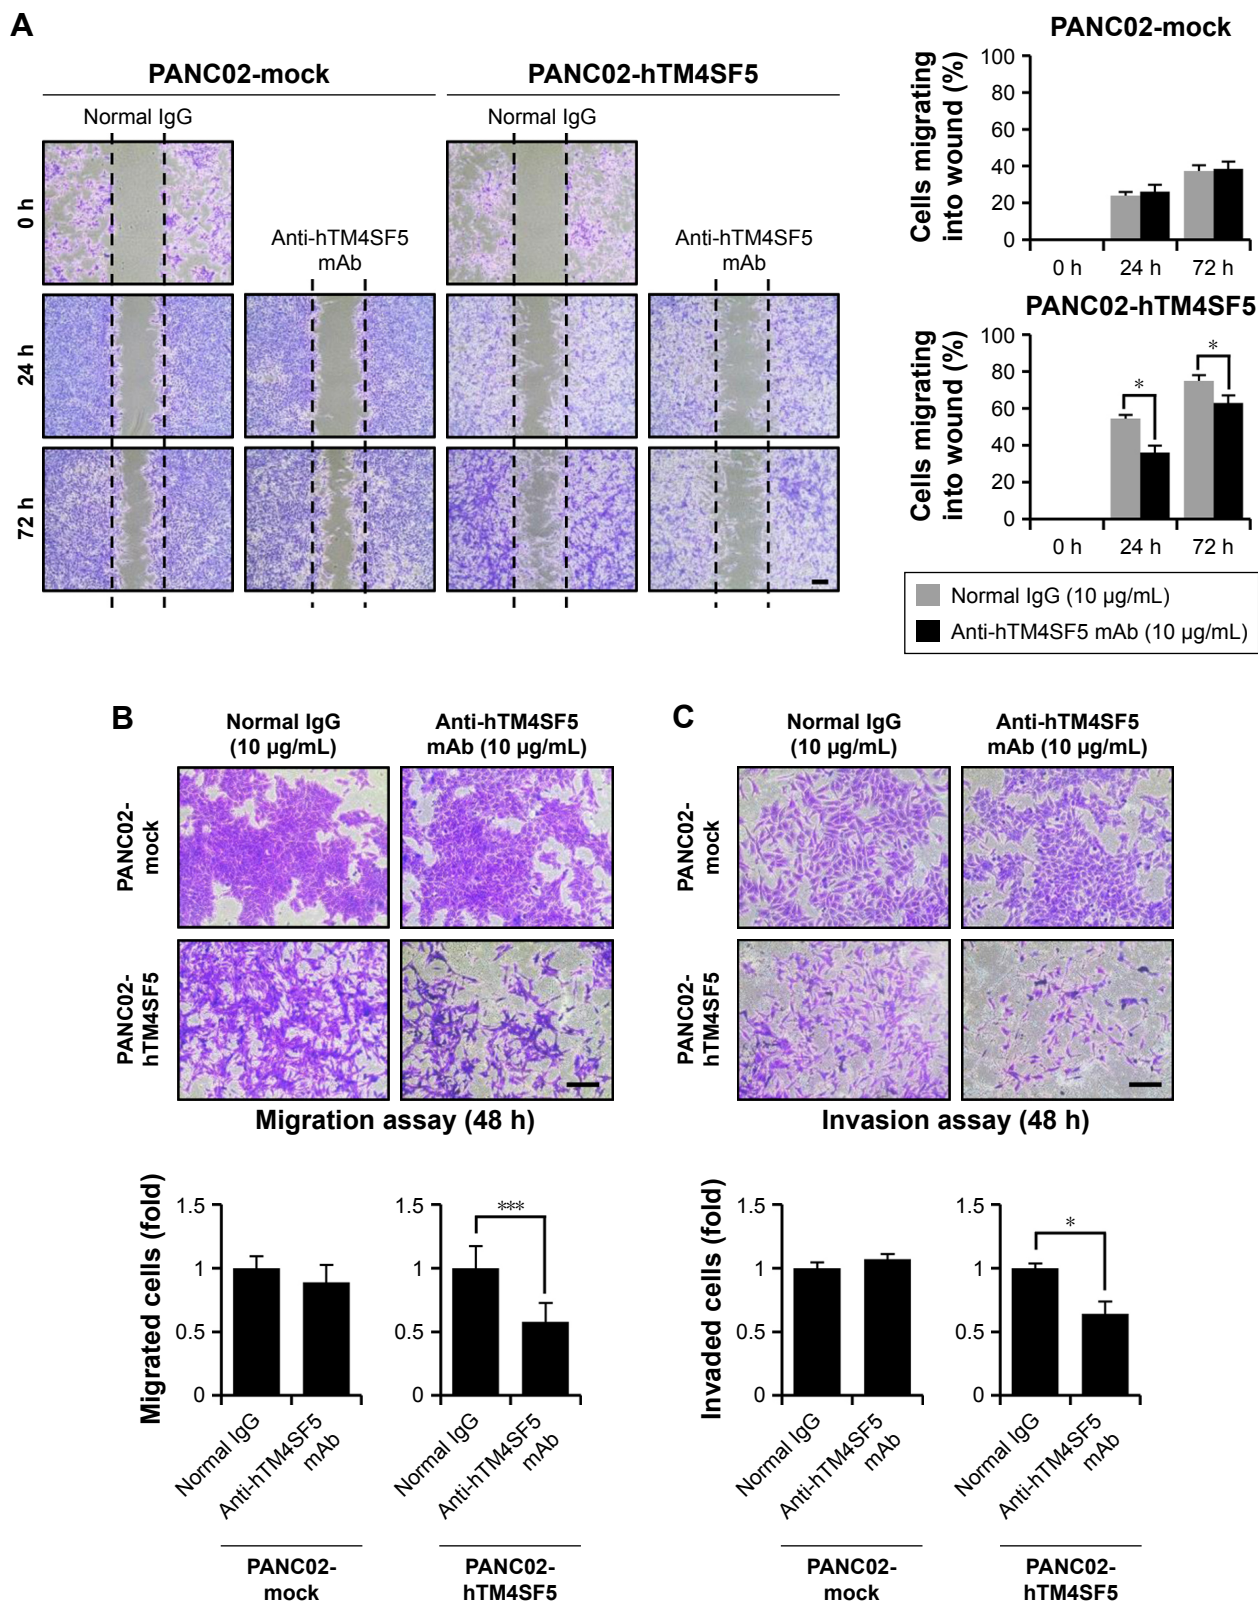 A
PANC02-mock
PANC02-hTM4SF5
Normal IgG
Normal IgG
0 h
Anti-hTM4SF5
mAb
Anti-hTM4SF5
mAb
24 h
72 h
PANC02-mock
Cells migrating
into wound (%)
100
80
60
40
20
0
0 h
24 h
72 h
PANC02-hTM4SF5
Cells migrating
into wound (%)
100
80
60
40
20
0
*
*
0 h
24 h
72 h
Normal IgG (10 µg/mL)
Anti-hTM4SF5 mAb (10 µg/mL)
B
Normal IgG
(10 µg/mL)
Anti-hTM4SF5
mAb (10 µg/mL)
PANC02-
mock
PANC02-
hTM4SF5
Migration assay (48 h)
Migrated cells (fold)
1.5
1
0.5
0
Normal IgG
Anti-hTM4SF5
mAb
PANC02-
mock
1.5
1
0.5
0
***
Normal IgG
Anti-hTM4SF5
mAb
PANC02-
hTM4SF5
C
Normal IgG
(10 µg/mL)
Anti-hTM4SF5
mAb (10 µg/mL)
PANC02-
mock
PANC02-
hTM4SF5
Invasion assay (48 h)
Invaded cells (fold)
1.5
1
0.5
0
Normal IgG
Anti-hTM4SF5
mAb
PANC02-
mock
1.5
1
0.5
0
*
Normal IgG
Anti-hTM4SF5
mAb
PANC02-
hTM4SF5